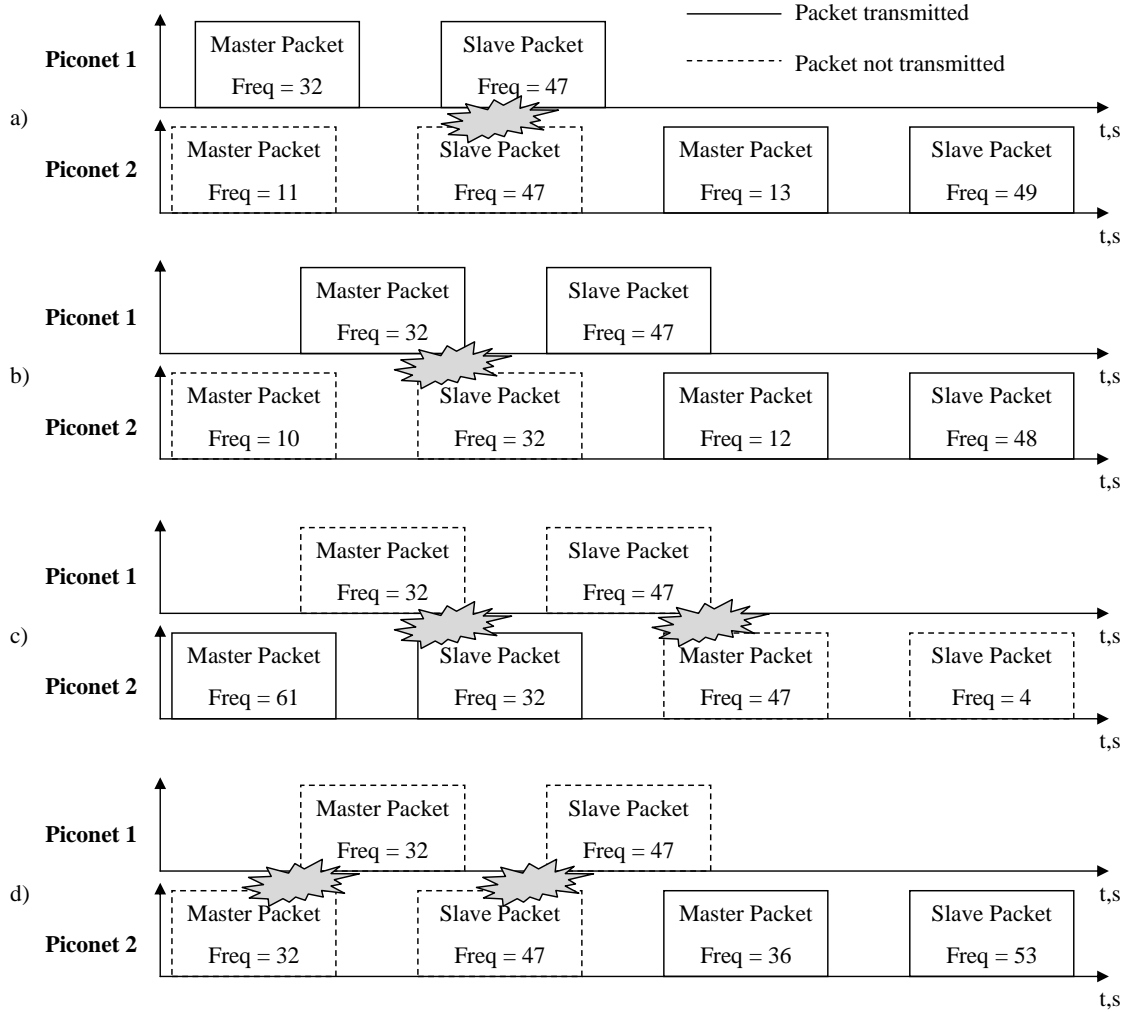 Packet transmitted
Packet not transmitted
a)
Piconet 1
Master Packet
Freq = 32
Slave Packet
Freq = 47
t,s
Piconet 2
Master Packet
Freq = 11
Slave Packet
Freq = 47
Master Packet
Freq = 13
Slave Packet
Freq = 49
t,s
b)
Piconet 1
Master Packet
Freq = 32
Slave Packet
Freq = 47
Piconet 2
Master Packet
Freq = 10
Slave Packet
Freq = 32
Master Packet
Freq = 12
Slave Packet
Freq = 48
t,s
c)
Piconet 1
Master Packet
Freq = 32
Slave Packet
Freq = 47
Piconet 2
Master Packet
Freq = 61
Slave Packet
Freq = 32
Master Packet
Freq = 47
Slave Packet
Freq = 4
t,s
d)
Piconet 1
Master Packet
Freq = 32
Slave Packet
Freq = 47
Piconet 2
Master Packet
Freq = 32
Slave Packet
Freq = 47
Master Packet
Freq = 36
Slave Packet
Freq = 53
t,s